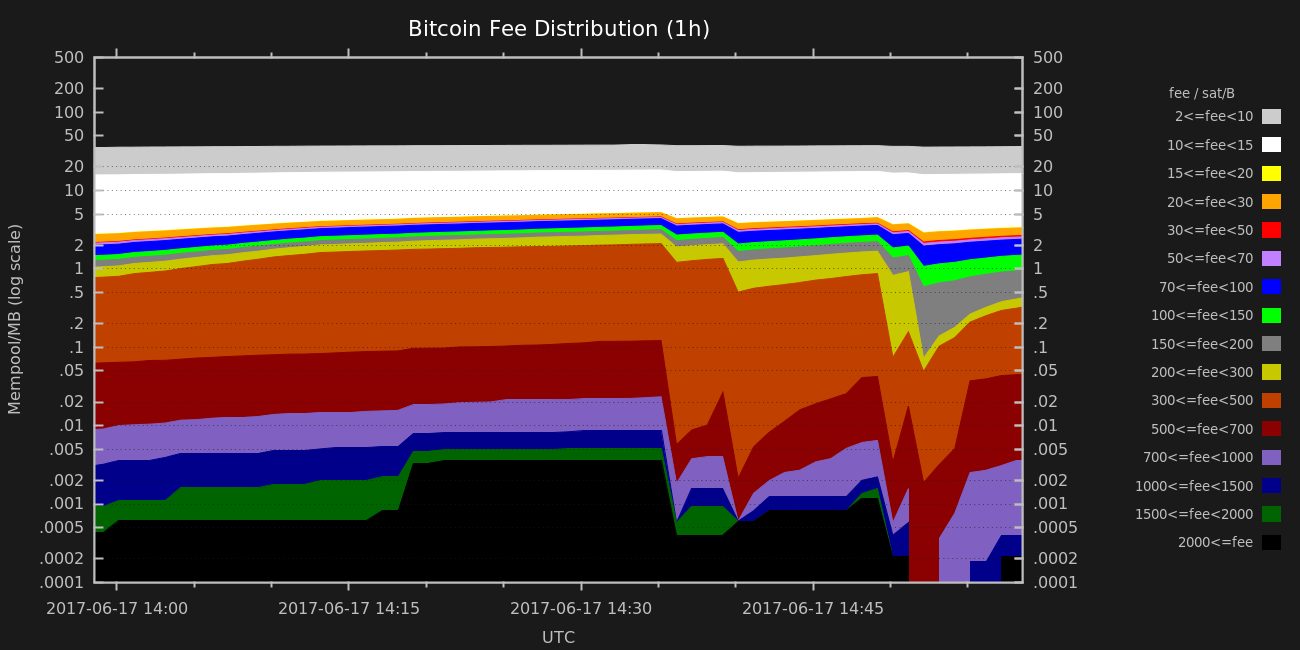 Bitcoin Fee Distribution (1h)
500
200
100
50
20
10
5
2
1
.5
.2
.1
.05
.02
.01
.005
.002
.001
.0005
.0002
.0001
Mempool/MB (log scale)
500
200
100
50
20
10
5
2
1
.5
.2
.1
.05
.02
.01
.005
.002
.001
.0005
.0002
.0001
2017-06-17 14:00 2017-06-17 14:15 2017-06-17 14:30 2017-06-17 14:45
UTC
fee / sat/B
2<=fee<10
10<=fee<15
15<=fee<20
20<=fee<30
30<=fee<50
50<=fee<70
70<=fee<100
100<=fee<150
150<=fee<200
200<=fee<300
300<=fee<500
500<=fee<700
700<=fee<1000
1000<=fee<1500
1500<=fee<2000
2000<=fee